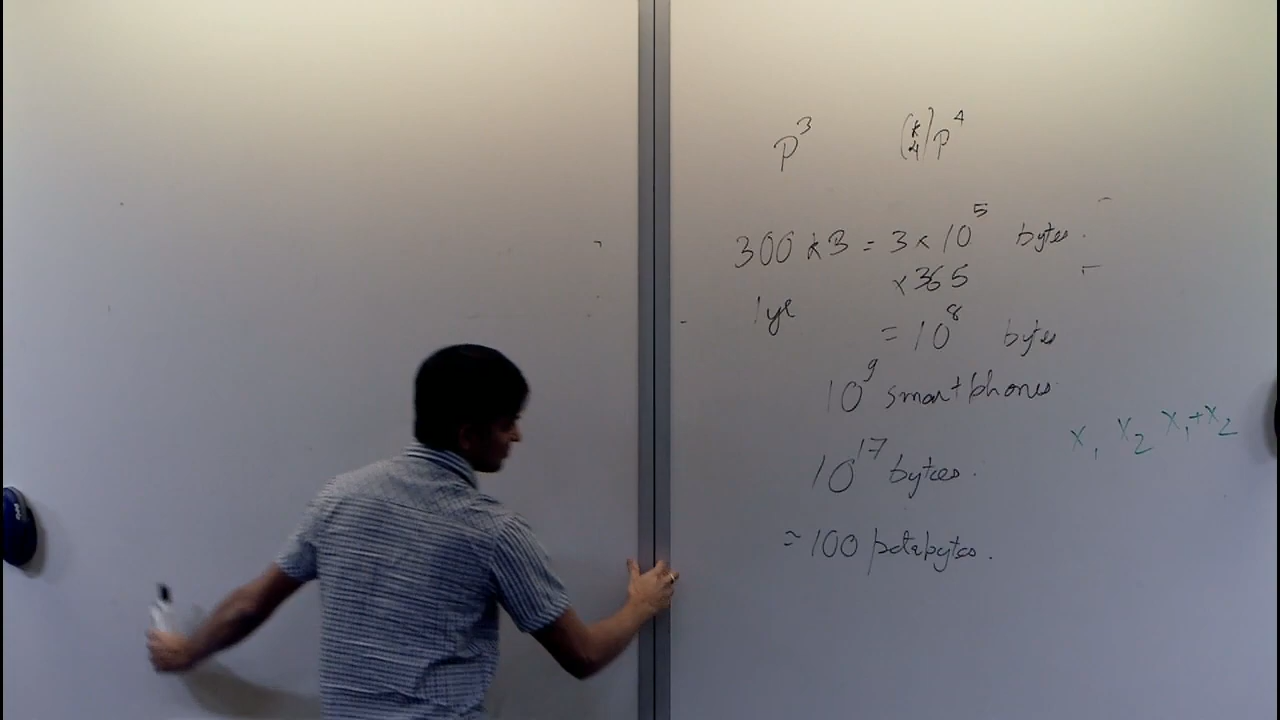 p³ (k 4) p⁴
300 kB = 3 × 10⁵ bytes.
× 365
1 yr
= 10⁸ bytes
10⁹ smartphones
x₁ x₂ x₁+x₂
10¹⁷ bytes.
= 100 petabytes.